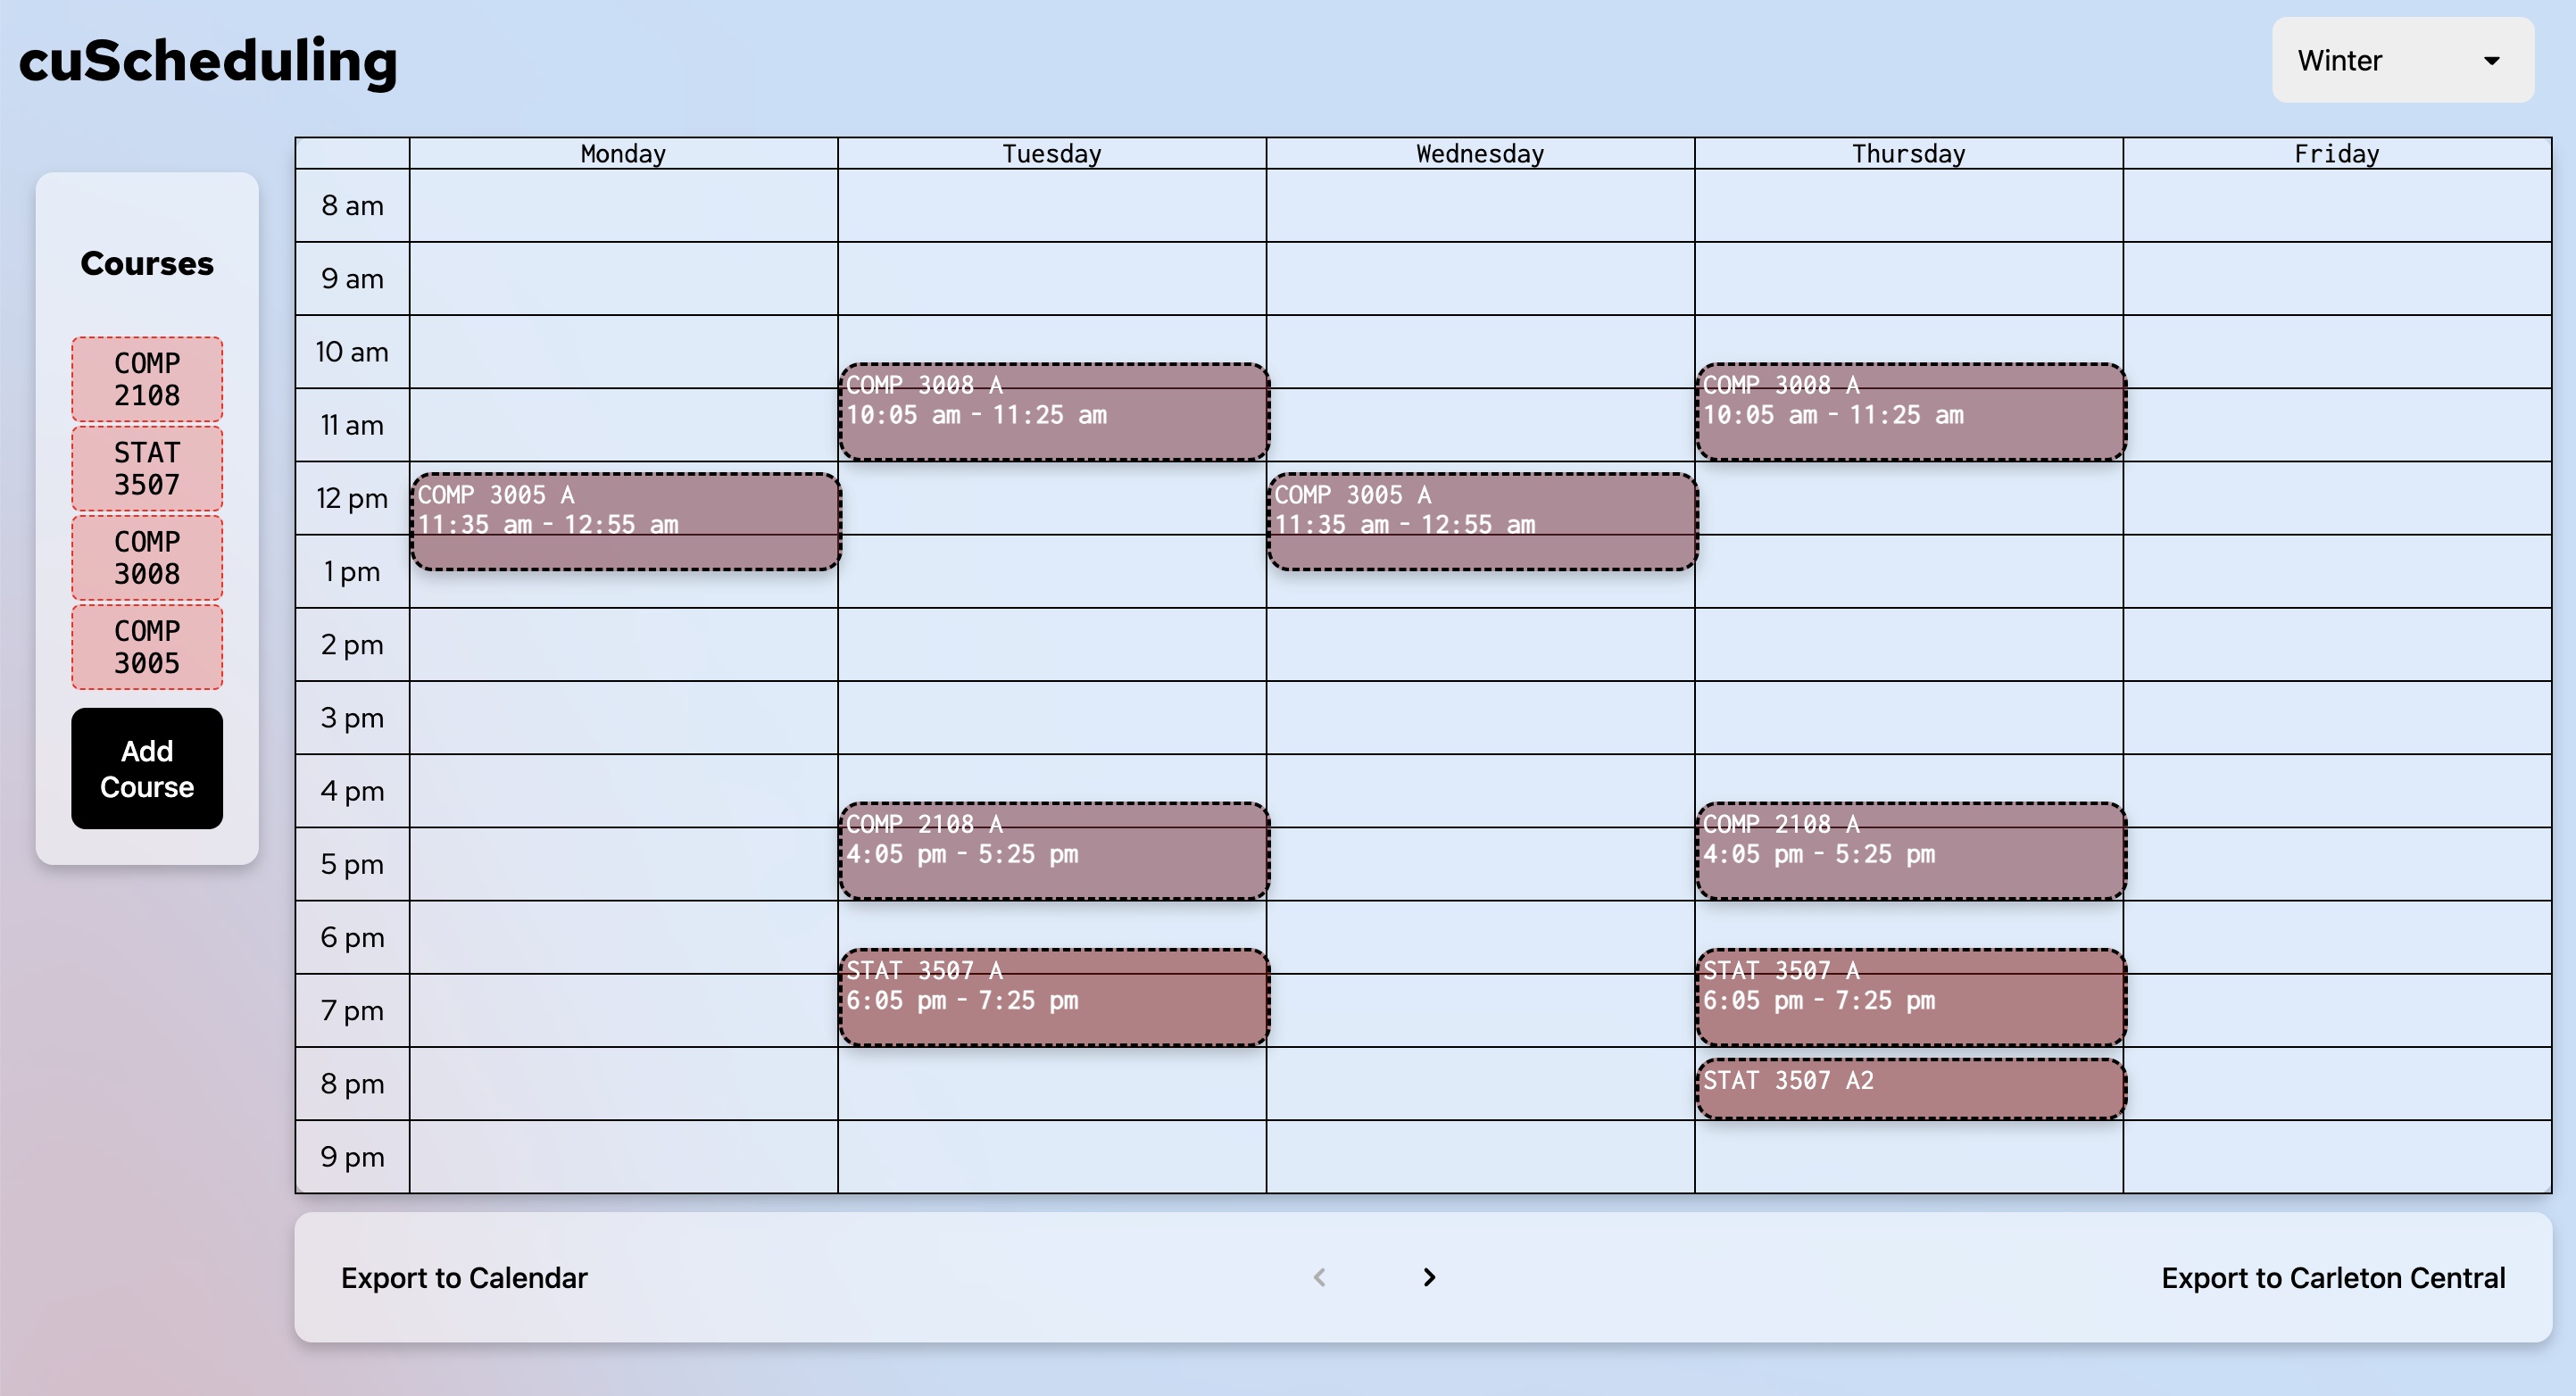 cuScheduling
Winter
Courses
COMP
2108
STAT
3507
COMP
3008
COMP
3005
Add
Course
Monday
Tuesday
Wednesday
Thursday
Friday
8 am
9 am
10 am
COMP 3008 A
10:05 am - 11:25 am
COMP 3008 A
10:05 am - 11:25 am
11 am
12 pm
COMP 3005 A
11:35 am - 12:55 am
COMP 3005 A
11:35 am - 12:55 am
1 pm
2 pm
3 pm
4 pm
COMP 2108 A
4:05 pm - 5:25 pm
COMP 2108 A
4:05 pm - 5:25 pm
5 pm
6 pm
STAT 3507 A
6:05 pm - 7:25 pm
STAT 3507 A
6:05 pm - 7:25 pm
7 pm
8 pm
STAT 3507 A2
9 pm
Export to Calendar
Export to Carleton Central